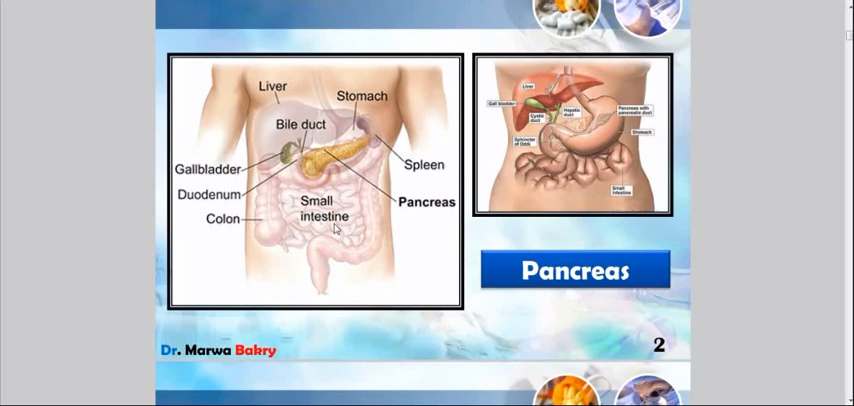 Liver
Stomach
Bile duct
Gallbladder
Spleen
Duodenum
Small
intestine
Pancreas
Colon
Liver
Gall bladder
Cystic
duct
Hepatic
duct
Pancreas with
pancreatic duct
Sphincter
of Oddi
Stomach
Small
intestine
Pancreas
Dr. Marwa Bakry
2